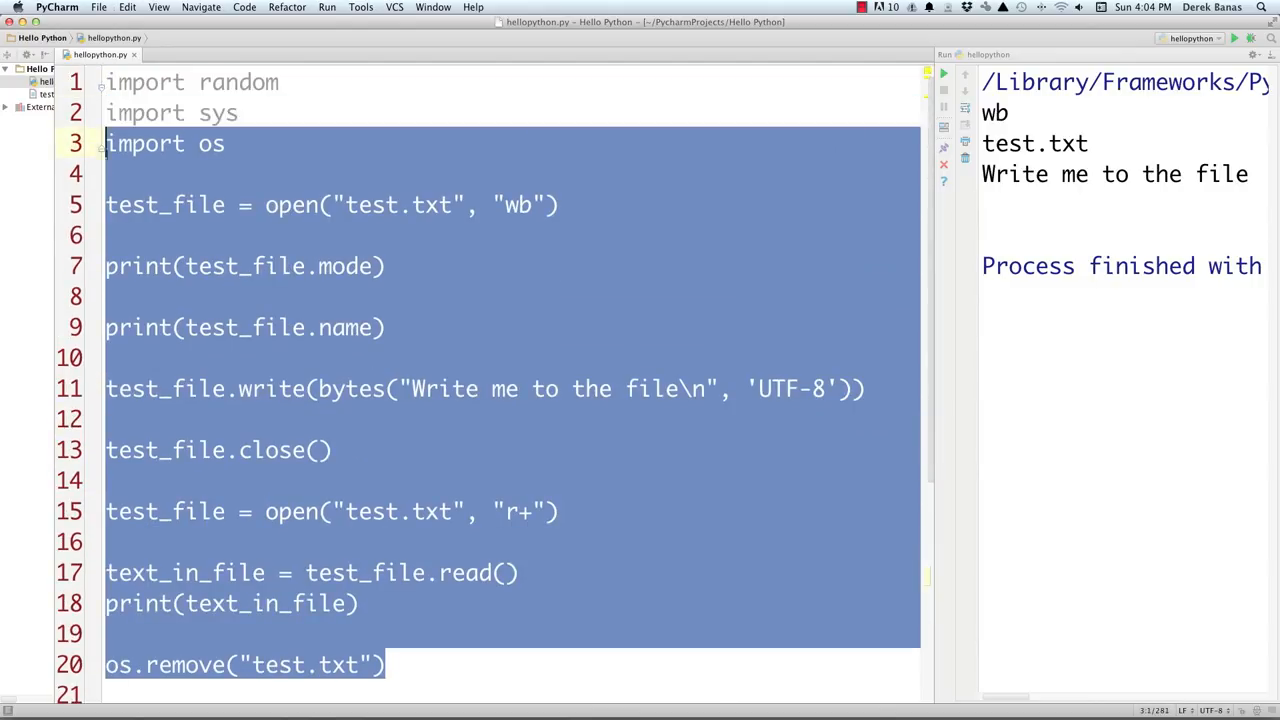 PyCharm File Edit View Navigate Code Refactor Run Tools VCS Window Help 10 Sun 4:04 PM Derek Banas
hellopython.py - Hello Python - [~/PycharmProjects/Hello Python]
Hello Python hellopython.py hellopython
hellopython.py Run hellopython
Hello P
hello
test
Externa
1 import random
2 import sys
3 import os
4
5 test_file = open("test.txt", "wb")
6
7 print(test_file.mode)
8
9 print(test_file.name)
10
11 test_file.write(bytes("Write me to the file\n", 'UTF-8'))
12
13 test_file.close()
14
15 test_file = open("test.txt", "r+")
16
17 text_in_file = test_file.read()
18 print(text_in_file)
19
20 os.remove("test.txt")
21
/Library/Frameworks/Py
wb
test.txt
Write me to the file
Process finished with
3:1/281 LF UTF-8